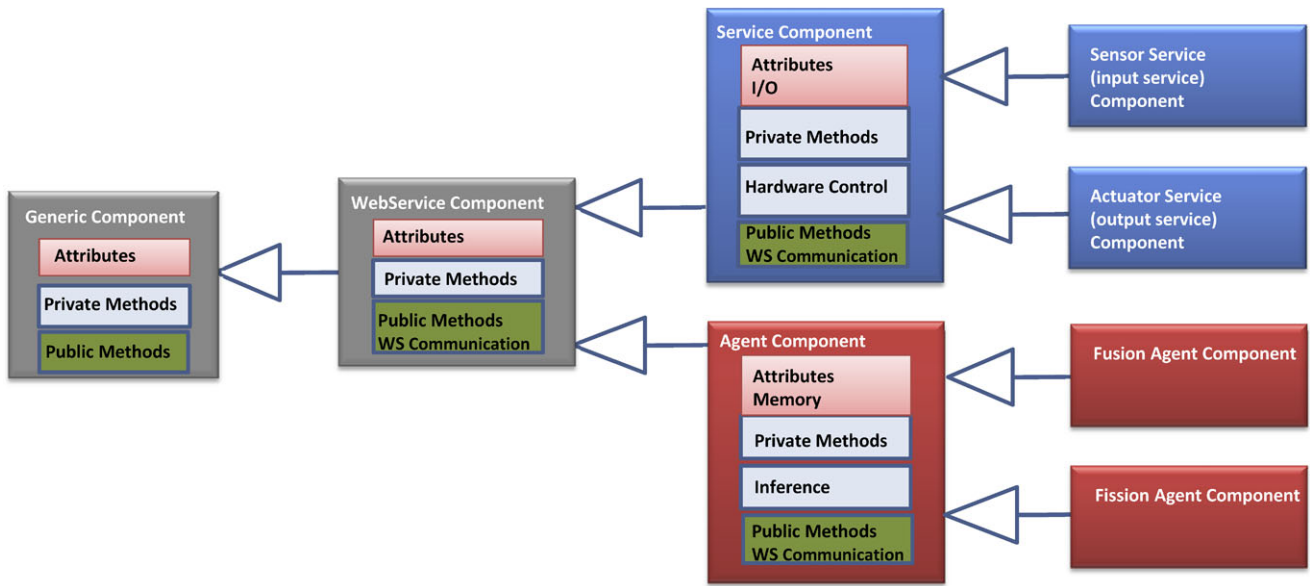 Generic Component
Attributes
Private Methods
Public Methods
WebService Component
Attributes
Private Methods
Public Methods
WS Communication
Service Component
Attributes
I/O
Private Methods
Hardware Control
Public Methods
WS Communication
Sensor Service
(input service)
Component
Actuator Service
(output service)
Component
Agent Component
Attributes
Memory
Private Methods
Inference
Public Methods
WS Communication
Fusion Agent Component
Fission Agent Component